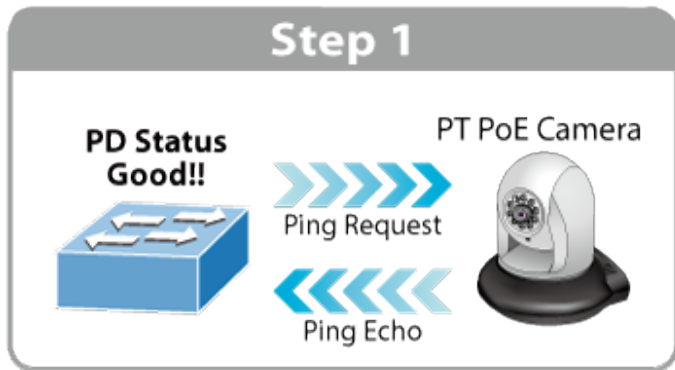 Step 1
PD Status
Good!!
PT PoE Camera
Ping Request
Ping Echo